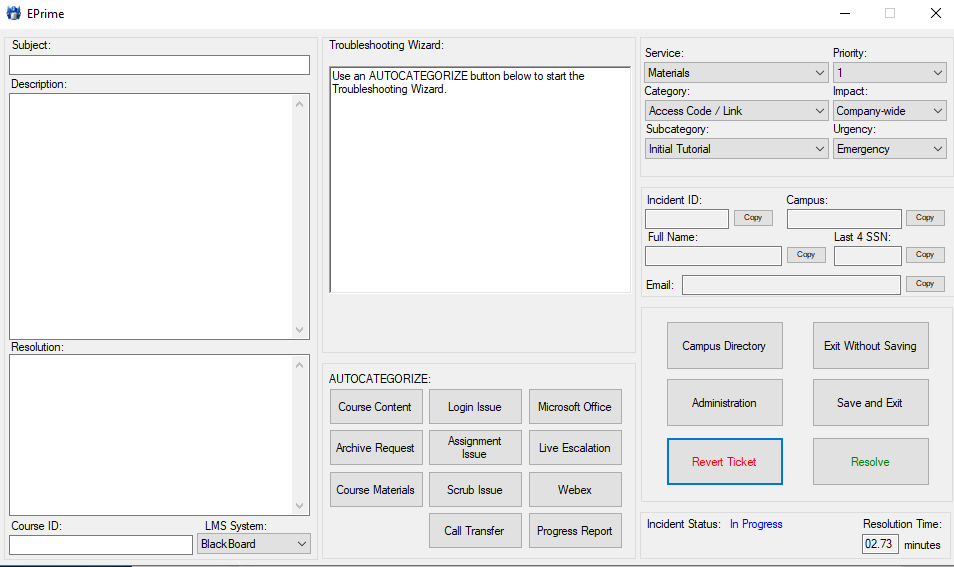 EPrime
Subject:
Description:
Resolution:
Course ID:
LMS System:
BlackBoard
Troubleshooting Wizard:
Use an AUTOCATEGORIZE button below to start the
Troubleshooting Wizard.
AUTOCATEGORIZE:
Course Content
Login Issue
Microsoft Office
Archive Request
Assignment
Issue
Live Escalation
Course Materials
Scrub Issue
Webex
Call Transfer
Progress Report
Service:
Priority:
Materials
1
Category:
Impact:
Access Code / Link
Company-wide
Subcategory:
Urgency:
Initial Tutorial
Emergency
Incident ID:
Campus:
Copy
Copy
Full Name:
Last 4 SSN:
Copy
Copy
Email:
Copy
Campus Directory
Exit Without Saving
Administration
Save and Exit
Revert Ticket
Resolve
Incident Status: In Progress
Resolution Time:
02.73 minutes